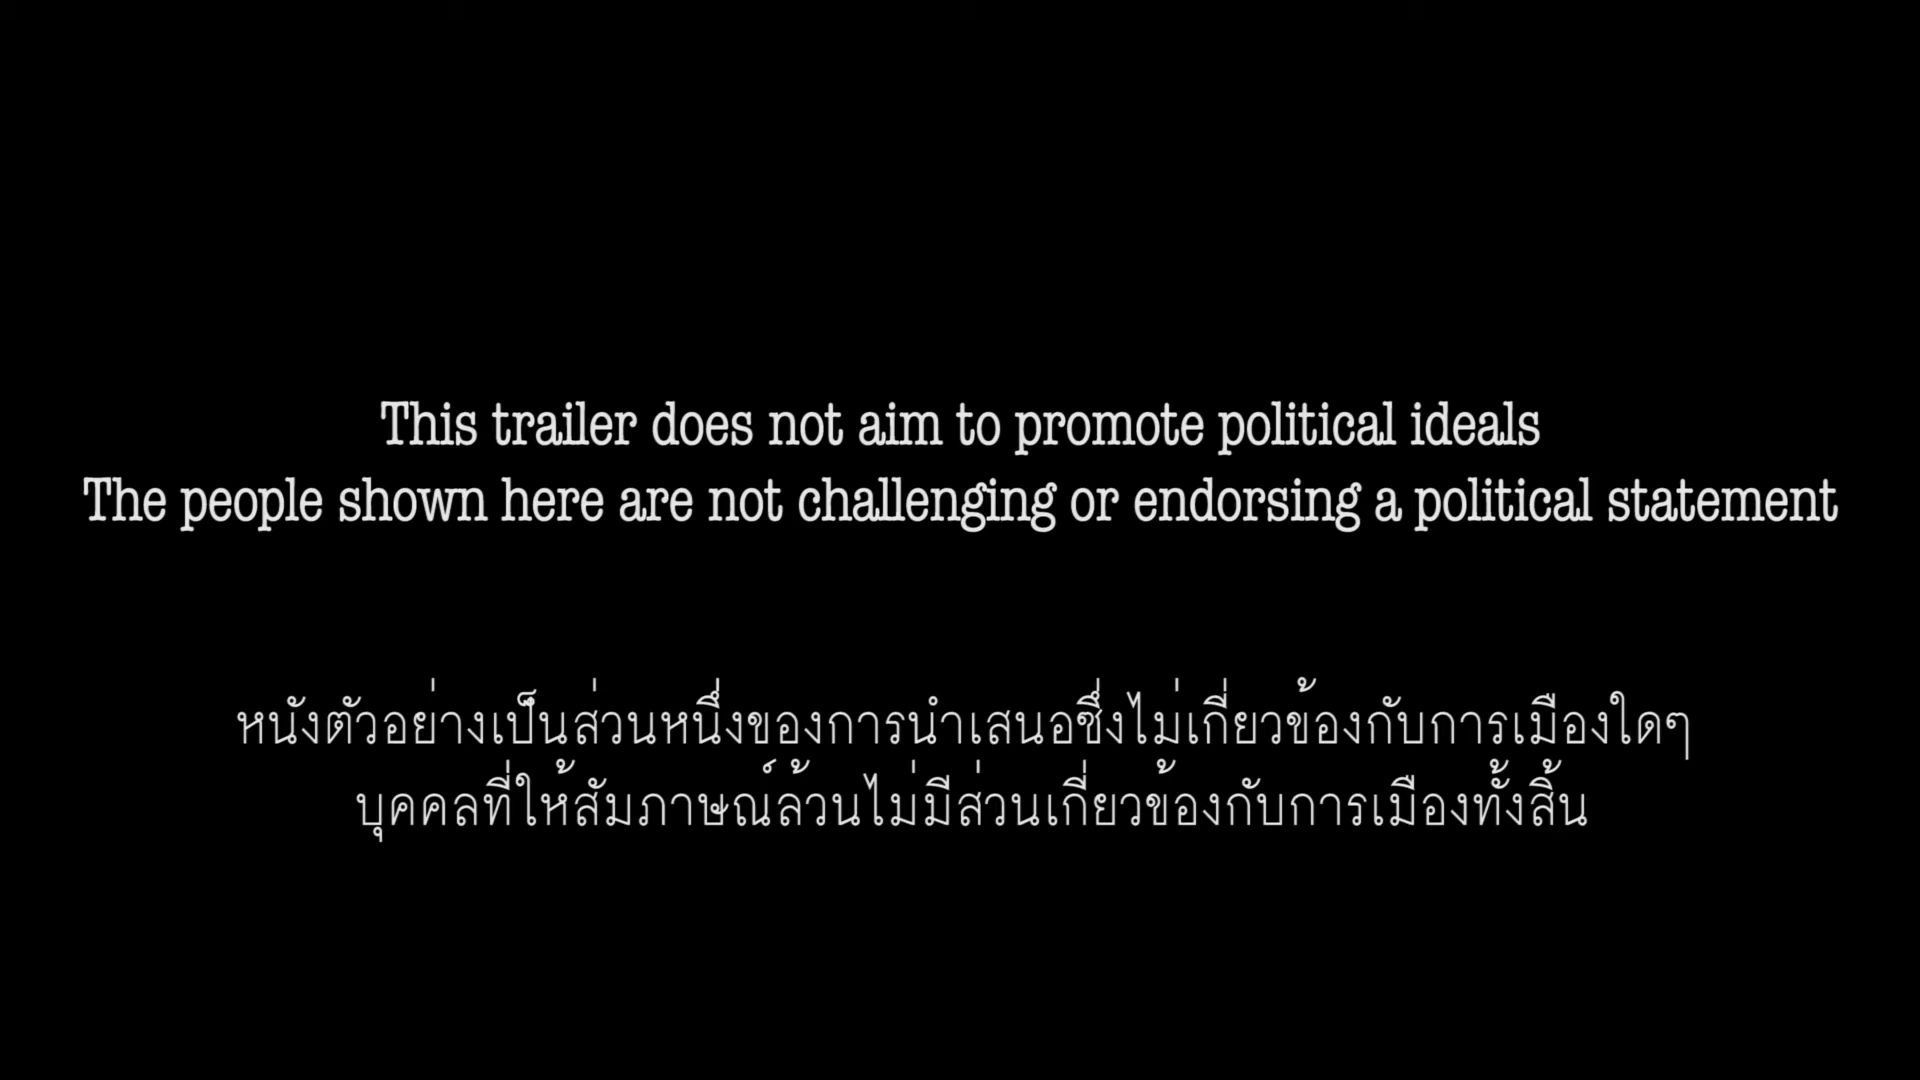 This trailer does not aim to promote political ideals
The people shown here are not challenging or endorsing a political statement
หนังตัวอย่างเป็นส่วนหนึ่งของการนำเสนอซึ่งไม่เกี่ยวข้องกับการเมืองใดๆ
บุคคลที่ให้สัมภาษณ์ล้วนไม่มีส่วนเกี่ยวข้องกับการเมืองทั้งสิ้น